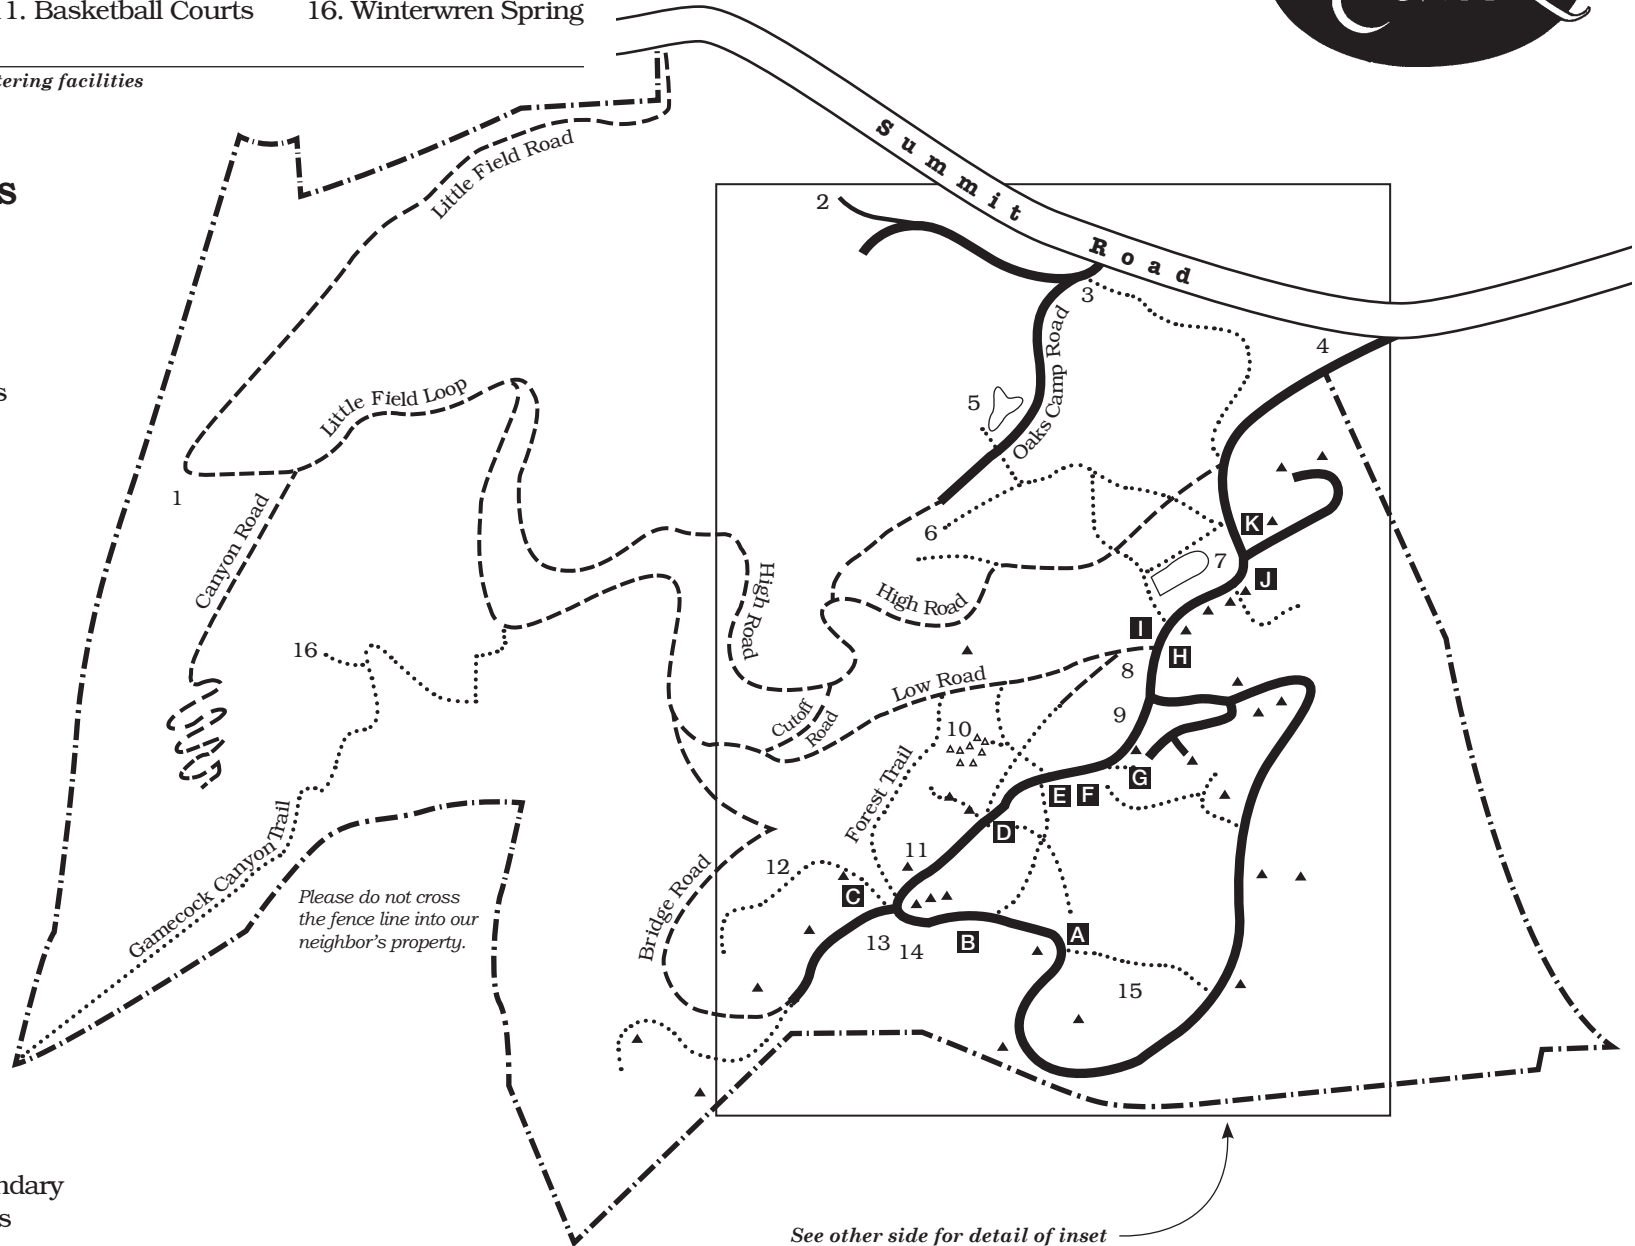 1. Basketball Courts
16. Winterwren Spring
tering facilities
s
s
ndary
s
Summit Road
Little Field Road
Little Field Loop
Canyon Road
Gamecock Canyon Trail
Please do not cross
the fence line into our
neighbor's property.
Oaks Camp Road
High Road
High Road
Low Road
Cutoff
Road
Forest Trail
Bridge Road
1
2
3
4
5
6
7
8
9
10
11
12
13
14
15
16
A
B
C
D
E
F
G
H
I
J
K
See other side for detail of inset